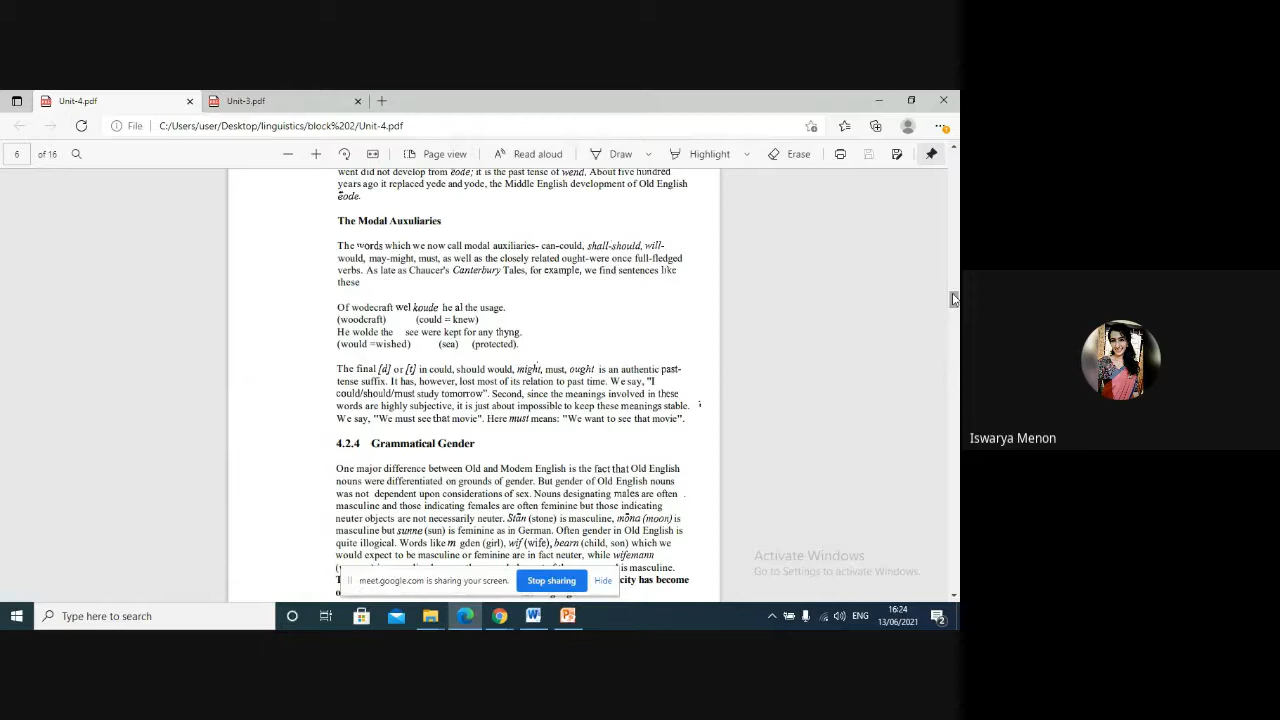 Unit-4.pdf
Unit-3.pdf
File C:/Users/user/Desktop/linguistics/block%202/Unit-4.pdf
6 of 16
Page view
Read aloud
Draw
Highlight
Erase
went did not develop from ēode; it is the past tense of wend. About five hundred
years ago it replaced yede and yode, the Middle English development of Old English
ēode.
The Modal Auxuliaries
The words which we now call modal auxiliaries- can-could, shall-should, will-
would, may-might, must, as well as the closely related ought-were once full-fledged
verbs. As late as Chaucer's Canterbury Tales, for example, we find sentences like
these
Of wodecraft wel koude he al the usage.
(woodcraft) (could = knew)
He wolde the see were kept for any thyng.
(would =wished) (sea) (protected).
The final [d] or [t] in could, should would, might, must, ought is an authentic past-
tense suffix. It has, however, lost most of its relation to past time. We say, "I
could/should/must study tomorrow". Second, since the meanings involved in these
words are highly subjective, it is just about impossible to keep these meanings stable.
We say, "We must see that movie". Here must means: "We want to see that movie".
4.2.4 Grammatical Gender
One major difference between Old and Modem English is the fact that Old English
nouns were differentiated on grounds of gender. But gender of Old English nouns
was not dependent upon considerations of sex. Nouns designating males are often
masculine and those indicating females are often feminine but those indicating
neuter objects are not necessarily neuter. Stān (stone) is masculine, mōna (moon) is
masculine but sunne (sun) is feminine as in German. Often gender in Old English is
quite illogical. Words like m gden (girl), wif (wife), bearn (child, son) which we
would expect to be masculine or feminine are in fact neuter, while wifemann
is masculine.
city has become
meet.google.com is sharing your screen.
Stop sharing
Hide
Activate Windows
Go to Settings to activate Windows.
Iswarya Menon
Type here to search
ENG
16:24
13/06/2021
2